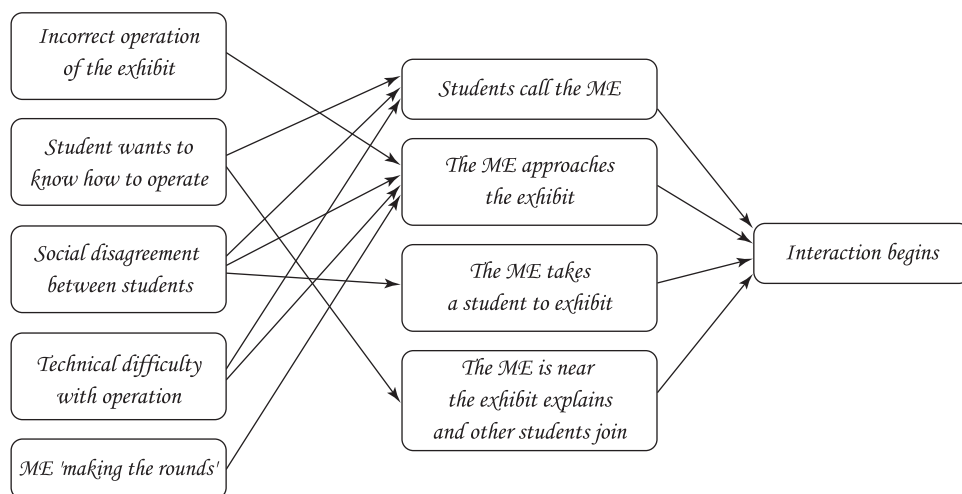 Incorrect operation
of the exhibit
Student wants to
know how to operate
Social disagreement
between students
Technical difficulty
with operation
ME 'making the rounds'
Students call the ME
The ME approaches
the exhibit
The ME takes
a student to exhibit
The ME is near
the exhibit explains
and other students join
Interaction begins